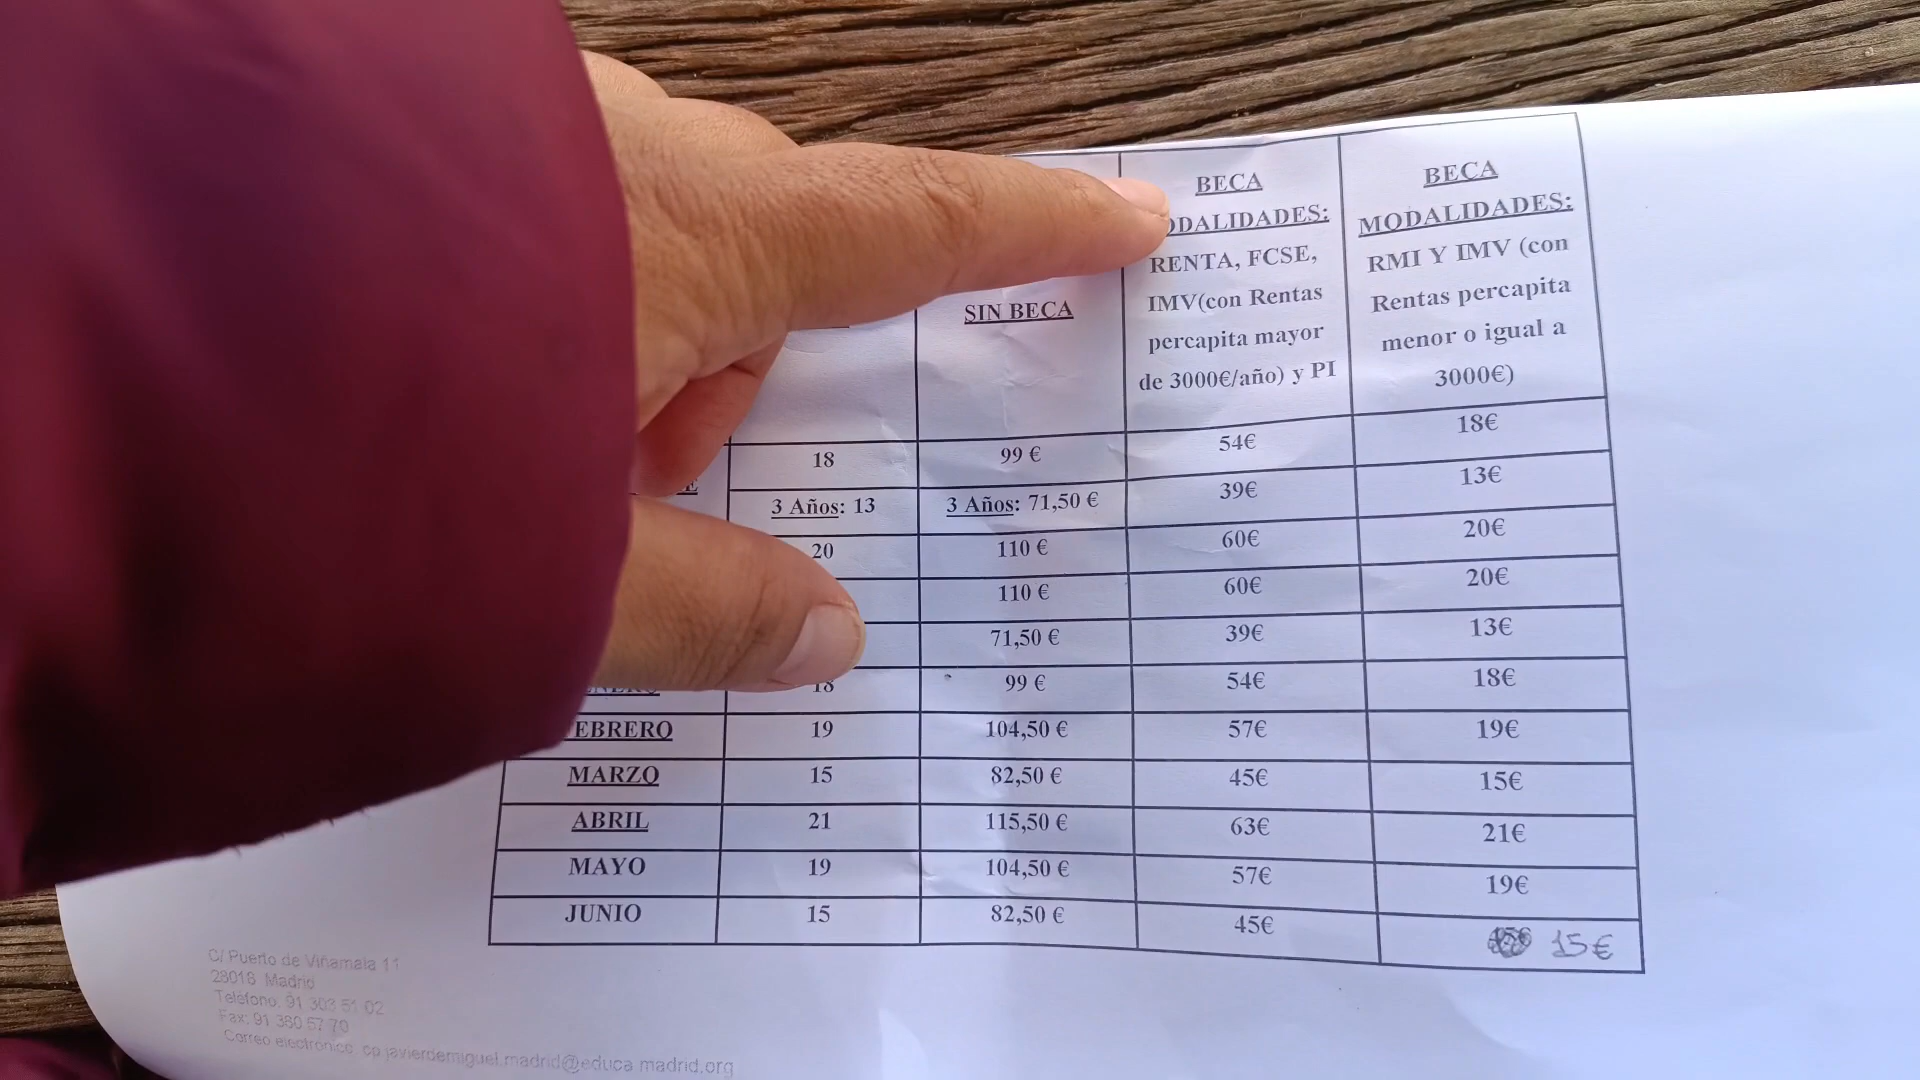 SIN BECA
BECA
MODALIDADES:
RENTA, FCSE,
IMV(con Rentas
percapita mayor
de 3000€/año) y PI
BECA
MODALIDADES:
RMI Y IMV (con
Rentas percapita
menor o igual a
3000€)
18 99 € 54€ 18€
3 Años: 13 3 Años: 71,50 € 39€ 13€
20 110 € 60€ 20€
110 € 60€ 20€
71,50 € 39€ 13€
18 99 € 54€ 18€
EBRERO 19 104,50 € 57€ 19€
MARZO 15 82,50 € 45€ 15€
ABRIL 21 115,50 € 63€ 21€
MAYO 19 104,50 € 57€ 19€
JUNIO 15 82,50 € 45€ 15€
C/ Puerto de Viñamala 11
28018 Madrid
Teléfono. 91 303 51 02
Fax: 91 380 57 70
Correo electrónico: cp.javierdemiguel.madrid@educa.madrid.org